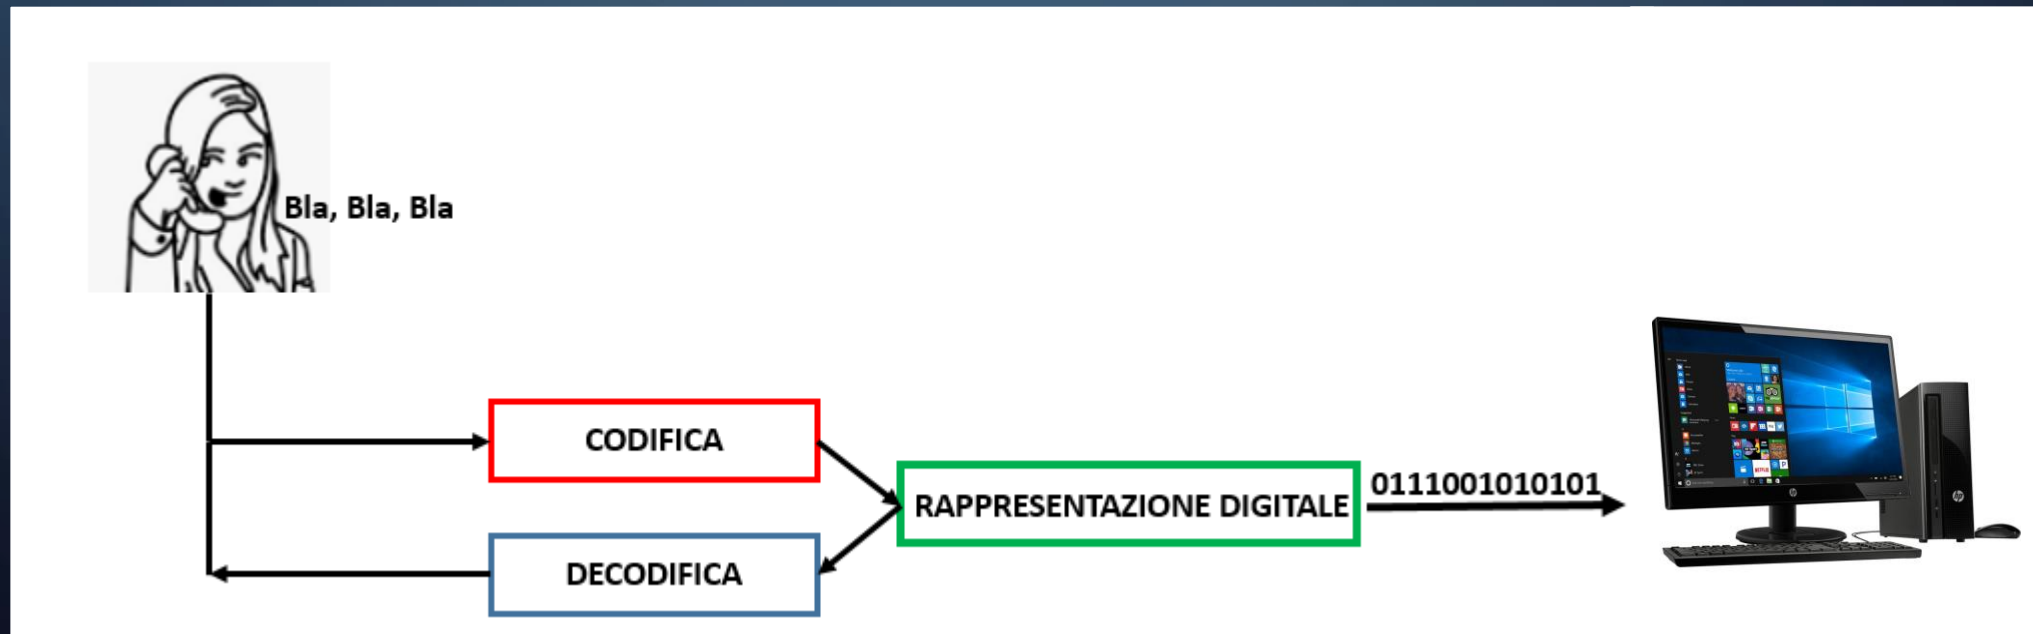 Bla, Bla, Bla
CODIFICA
RAPPRESENTAZIONE DIGITALE
0111001010101
DECODIFICA